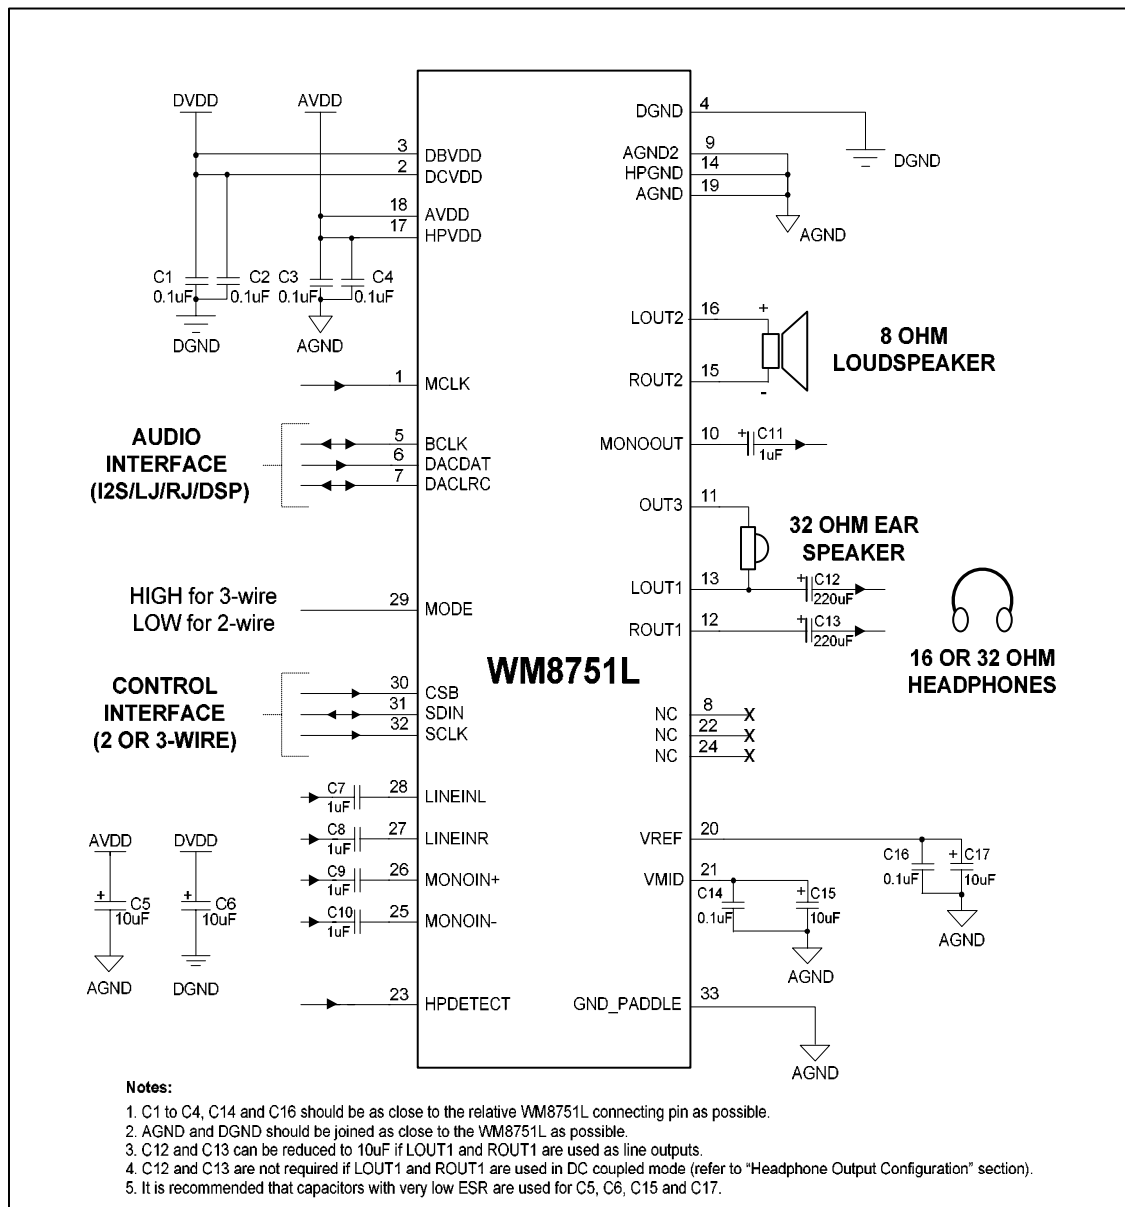 DVDD
AVDD
3 DBVDD
2 DCVDD
18 AVDD
17 HPVDD
C1
0.1uF
C2
0.1uF
C3
0.1uF
C4
0.1uF
DGND
AGND
1 MCLK
AUDIO
INTERFACE
(I2S/LJ/RJ/DSP)
5 BCLK
6 DACDAT
7 DACLRC
HIGH for 3-wire
LOW for 2-wire
29 MODE
CONTROL
INTERFACE
(2 OR 3-WIRE)
30 CSB
31 SDIN
32 SCLK
C7
1uF
28 LINEINL
C8
1uF
27 LINEINR
C9
1uF
26 MONOIN+
C10
1uF
25 MONOIN-
AVDD
+
C5
10uF
AGND
DVDD
+
C6
10uF
DGND
23 HPDETECT
WM8751L
DGND 4
DGND
AGND2 9
HPGND 14
AGND 19
AGND
LOUT2 16
+
ROUT2 15
-
8 OHM
LOUDSPEAKER
MONOOUT 10
+ C11
1uF
OUT3 11
32 OHM EAR
SPEAKER
LOUT1 13
+ C12
220uF
ROUT1 12
+ C13
220uF
16 OR 32 OHM
HEADPHONES
NC 8 X
NC 22 X
NC 24 X
VREF 20
C16
0.1uF
+ C17
10uF
AGND
VMID 21
C14
0.1uF
+ C15
10uF
AGND
GND_PADDLE 33
AGND
Notes:
1. C1 to C4, C14 and C16 should be as close to the relative WM8751L connecting pin as possible.
2. AGND and DGND should be joined as close to the WM8751L as possible.
3. C12 and C13 can be reduced to 10uF if LOUT1 and ROUT1 are used as line outputs.
4. C12 and C13 are not required if LOUT1 and ROUT1 are used in DC coupled mode (refer to “Headphone Output Configuration” section).
5. It is recommended that capacitors with very low ESR are used for C5, C6, C15 and C17.